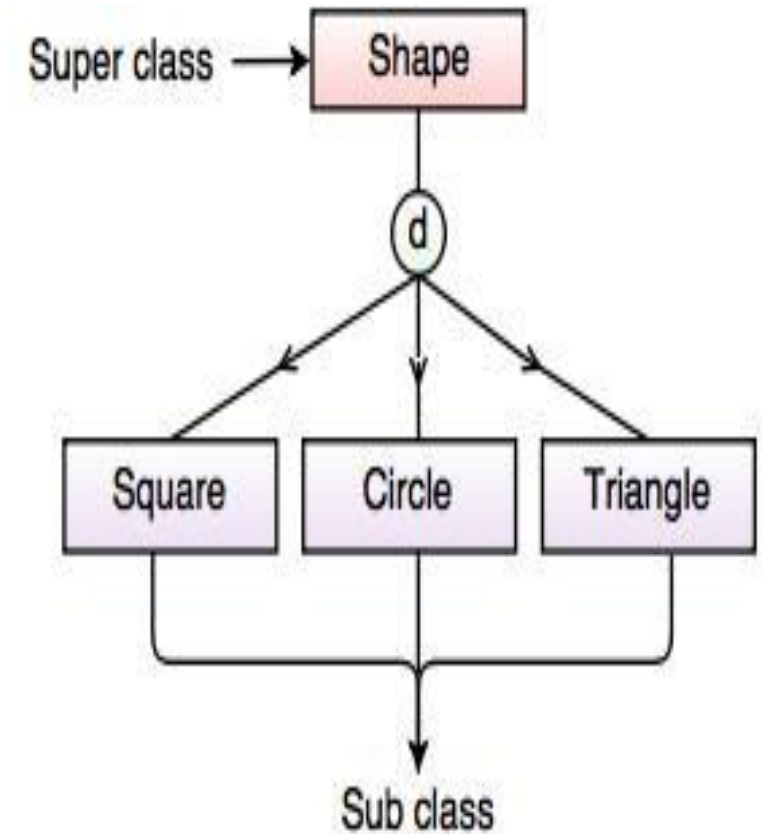 Super class
Shape
d
Square
Circle
Triangle
Sub class